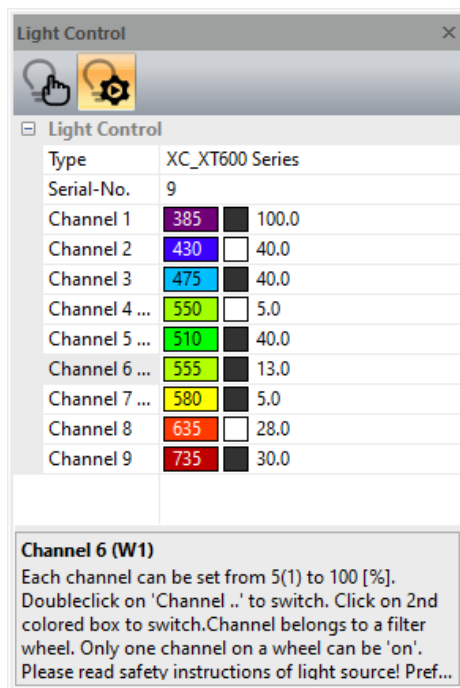 Light Control
Light Control
Type XC_XT600 Series
Serial-No. 9
Channel 1 385 100.0
Channel 2 430 40.0
Channel 3 475 40.0
Channel 4 ... 550 5.0
Channel 5 ... 510 40.0
Channel 6 ... 555 13.0
Channel 7 ... 580 5.0
Channel 8 635 28.0
Channel 9 735 30.0
Channel 6 (W1)
Each channel can be set from 5(1) to 100 [%].
Doubleclick on 'Channel ..' to switch. Click on 2nd
colored box to switch.Channel belongs to a filter
wheel. Only one channel on a wheel can be 'on'.
Please read safety instructions of light source! Pref...